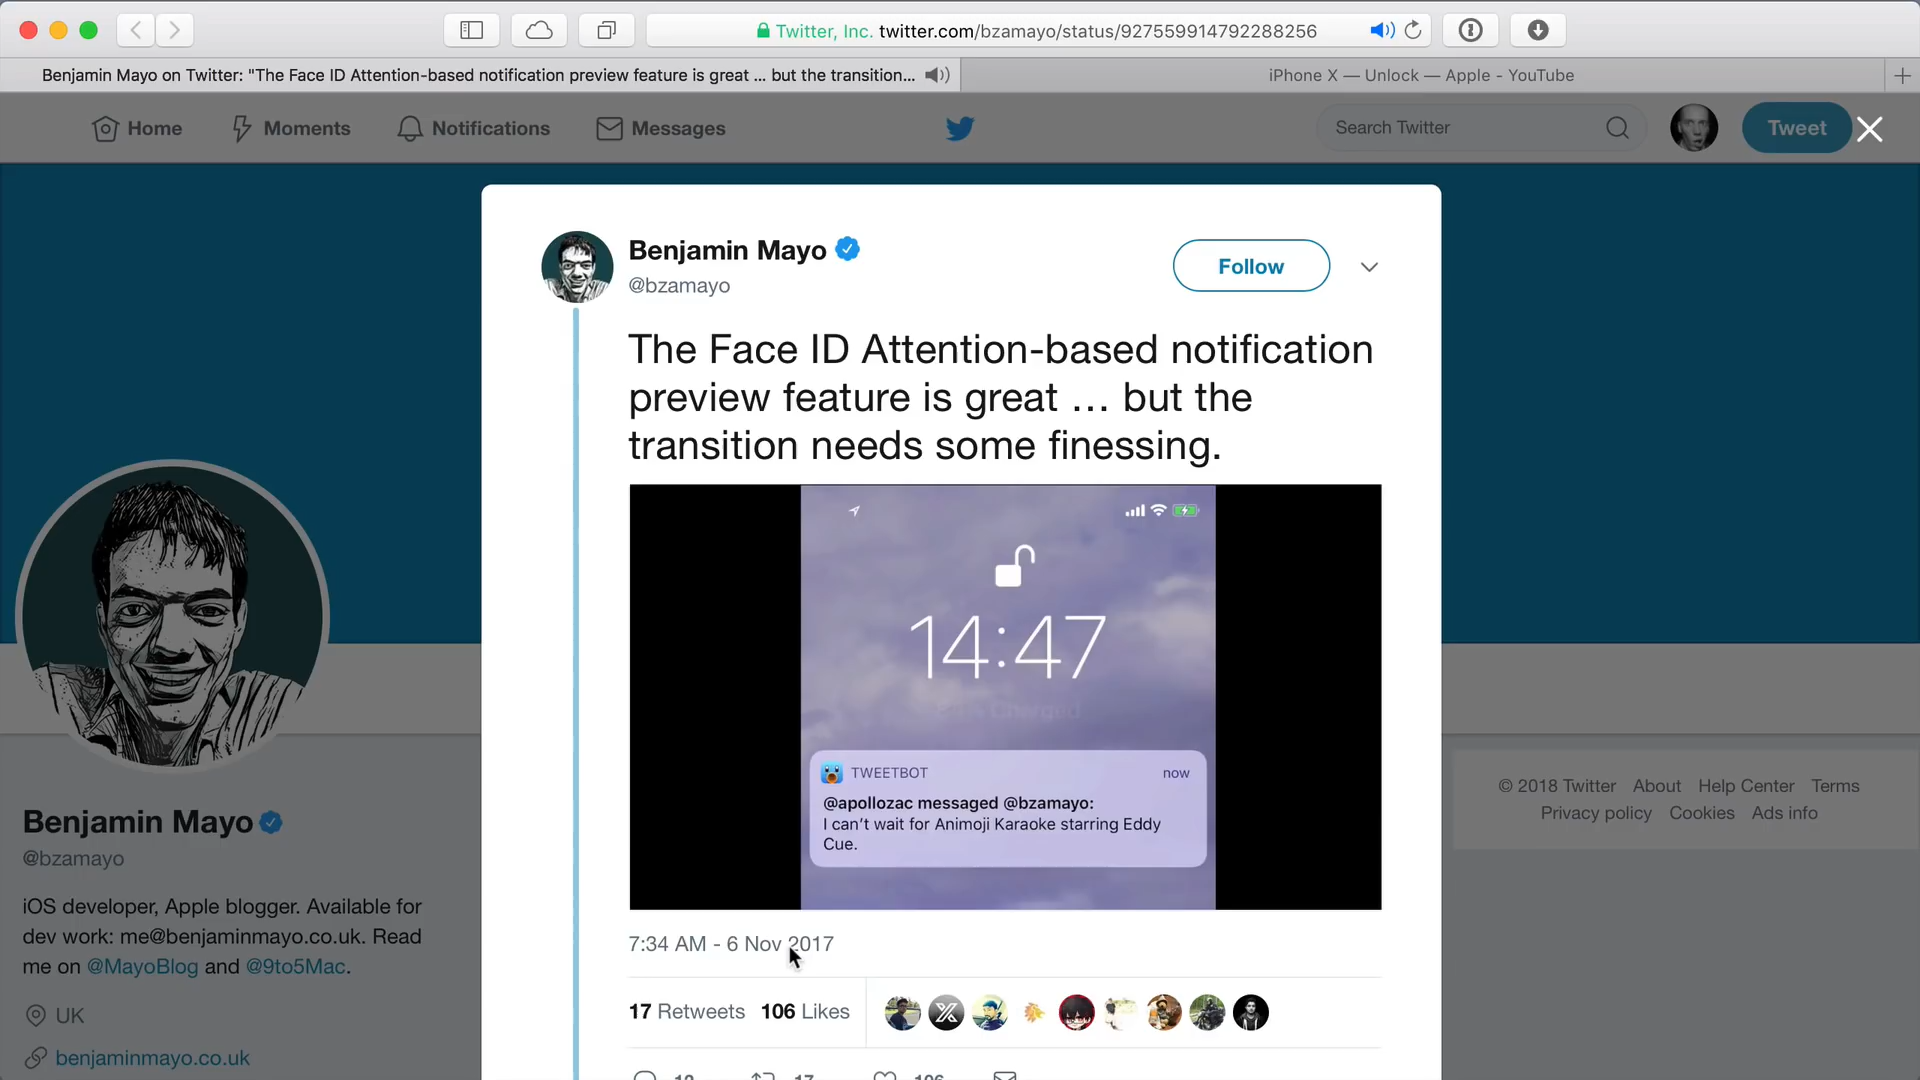 Twitter, Inc. twitter.com/bzamayo/status/927559914792288256
Benjamin Mayo on Twitter: "The Face ID Attention-based notification preview feature is great ... but the transition...
iPhone X — Unlock — Apple - YouTube
Home
Moments
Notifications
Messages
Search Twitter
Tweet
Benjamin Mayo
@bzamayo
Follow
The Face ID Attention-based notification
preview feature is great … but the
transition needs some finessing.
14:47
TWEETBOT
now
@apollozac messaged @bzamayo:
I can't wait for Animoji Karaoke starring Eddy
Cue.
7:34 AM - 6 Nov 2017
17 Retweets 106 Likes
12
17
106
Benjamin Mayo
@bzamayo
iOS developer, Apple blogger. Available for
dev work: me@benjaminmayo.co.uk. Read
me on @MayoBlog and @9to5Mac.
UK
benjaminmayo.co.uk
© 2018 Twitter About Help Center Terms
Privacy policy Cookies Ads info